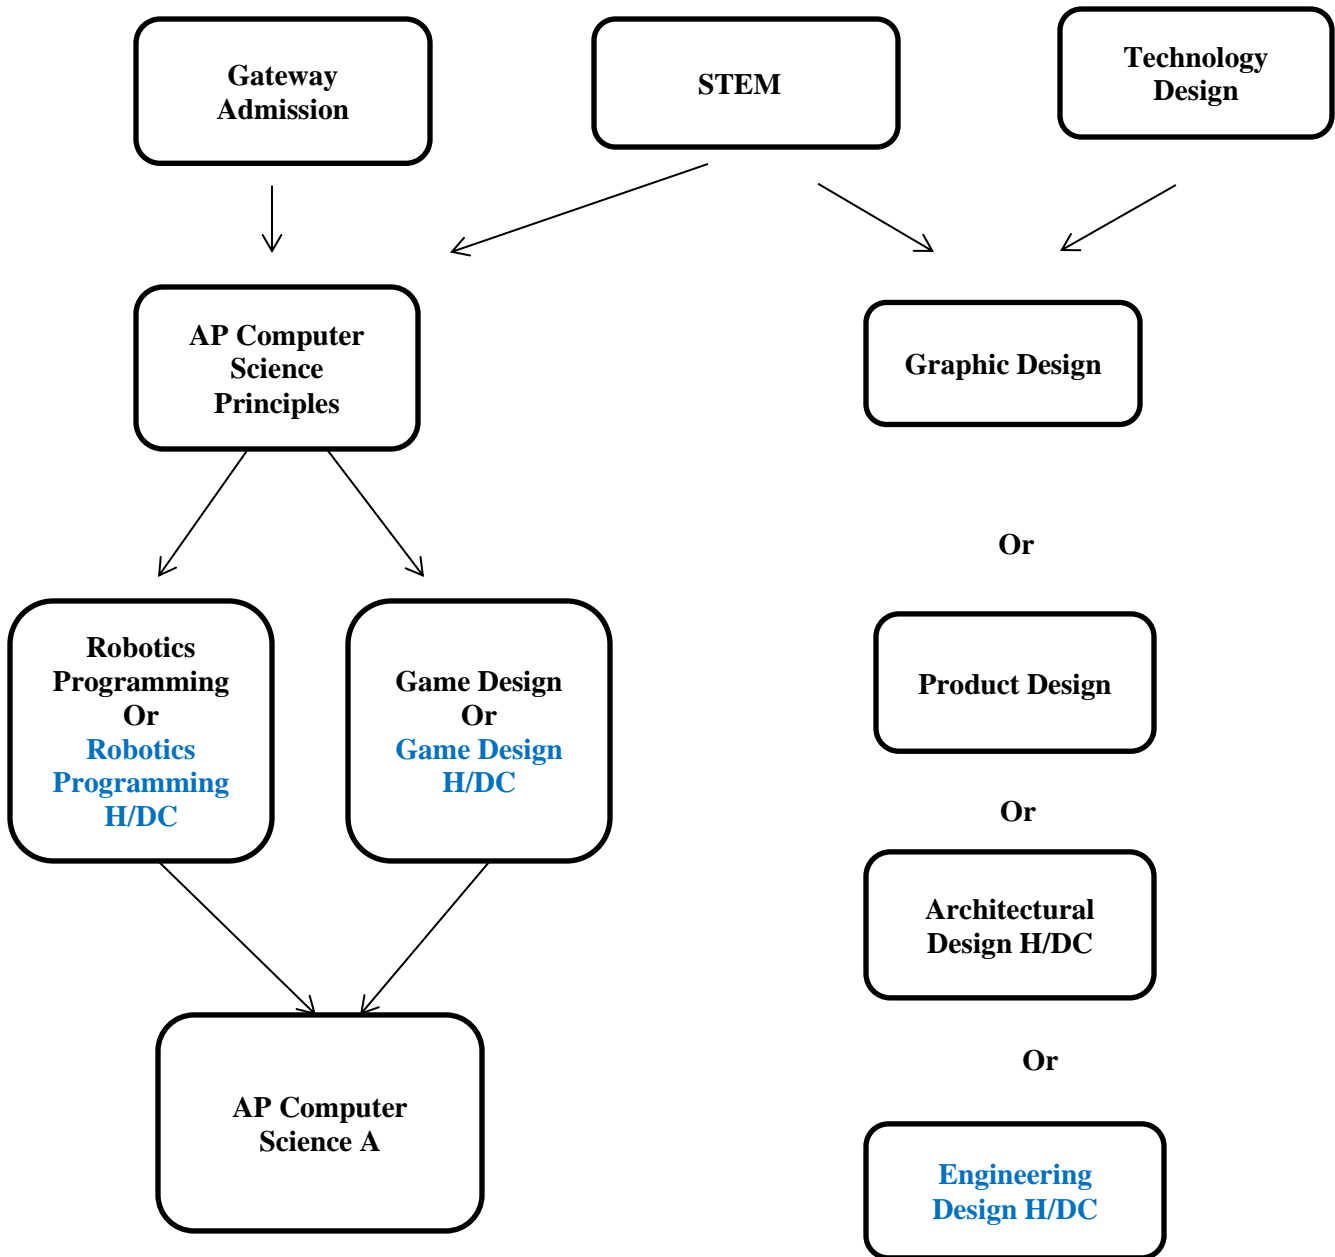 Gateway
Admission
STEM
Technology
Design
AP Computer
Science
Principles
Graphic Design
Or
Robotics
Programming
Or
Robotics
Programming
H/DC
Game Design
Or
Game Design
H/DC
Product Design
Or
Architectural
Design H/DC
Or
AP Computer
Science A
Engineering
Design H/DC